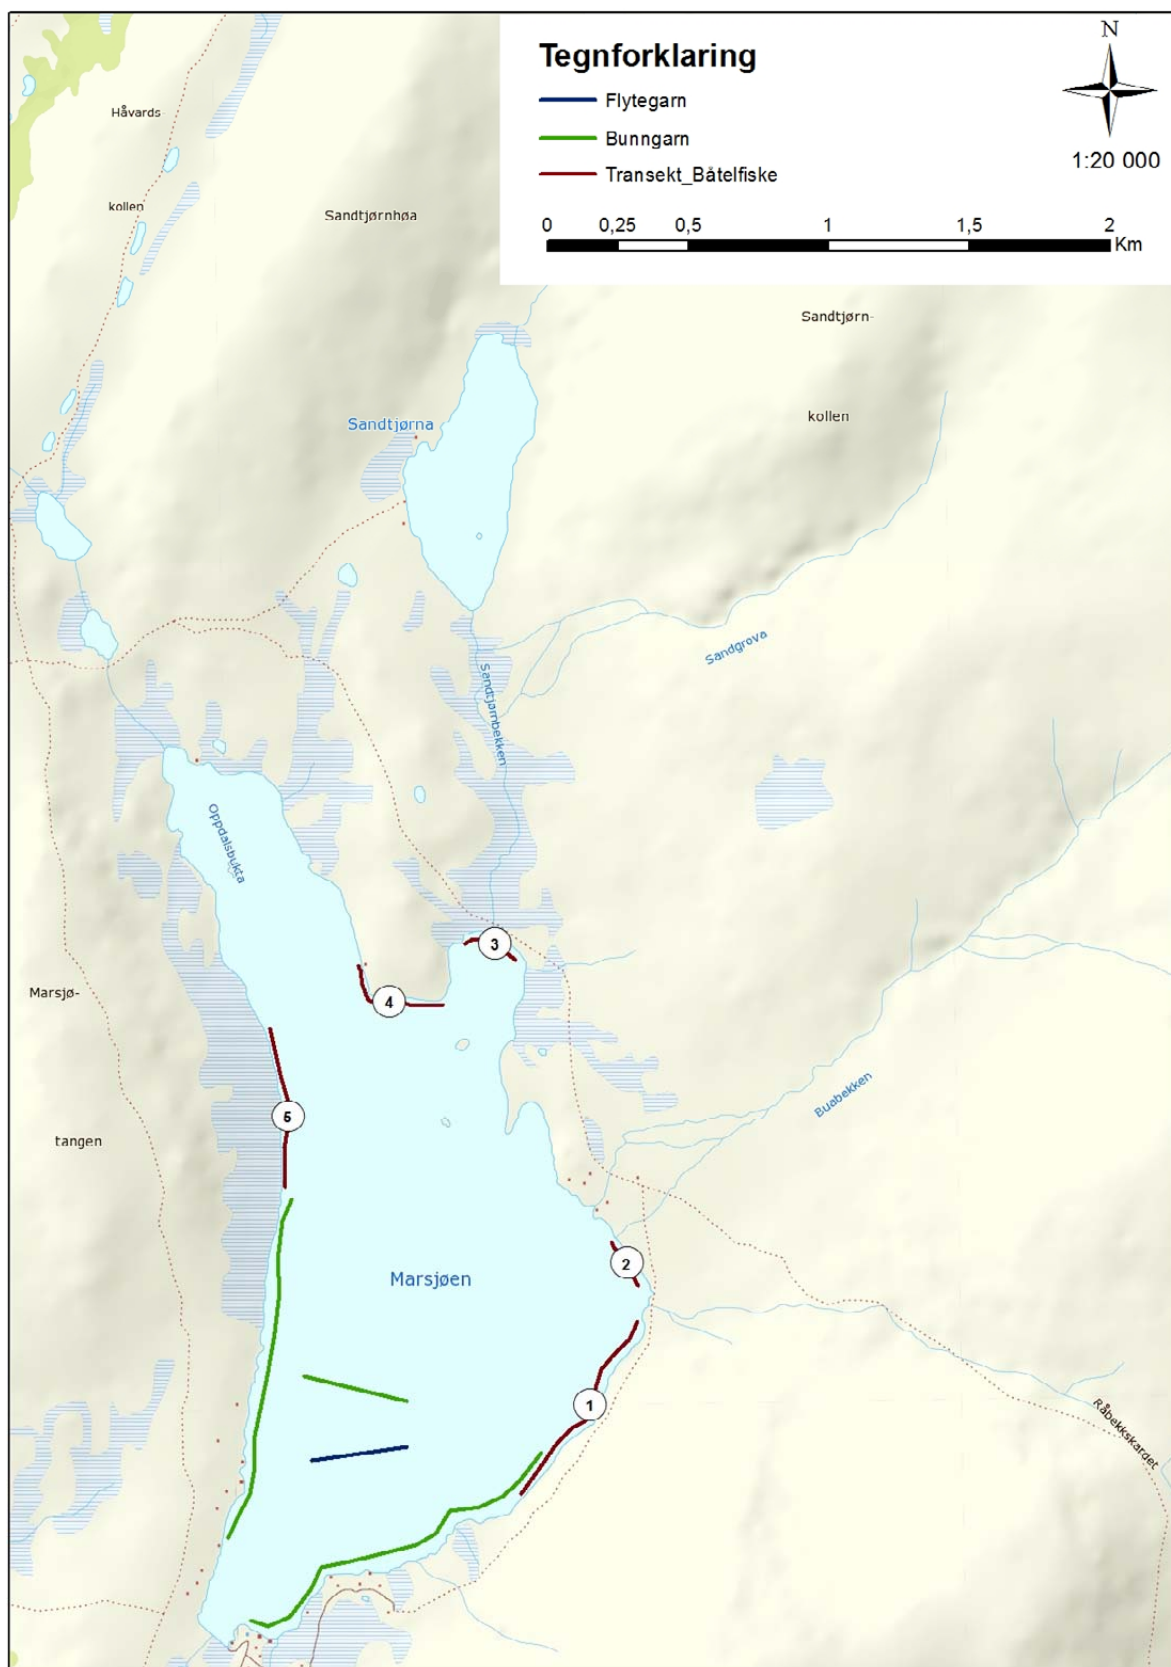 Tegnforklaring
Flytegarn
Bunngarn
Transekt_Båtelfiske
N
1:20 000
0 0,25 0,5 1 1,5 2
Km
Håvards-
kollen
Sandtjørnhøa
Sandtjørn-
kollen
Sandtjørna
Sandgrova
Sandtjørnbekken
Oppdalsbukta
3
4
Marsjø-
tangen
5
Buabekken
2
Marsjøen
1
Råbekkskardet